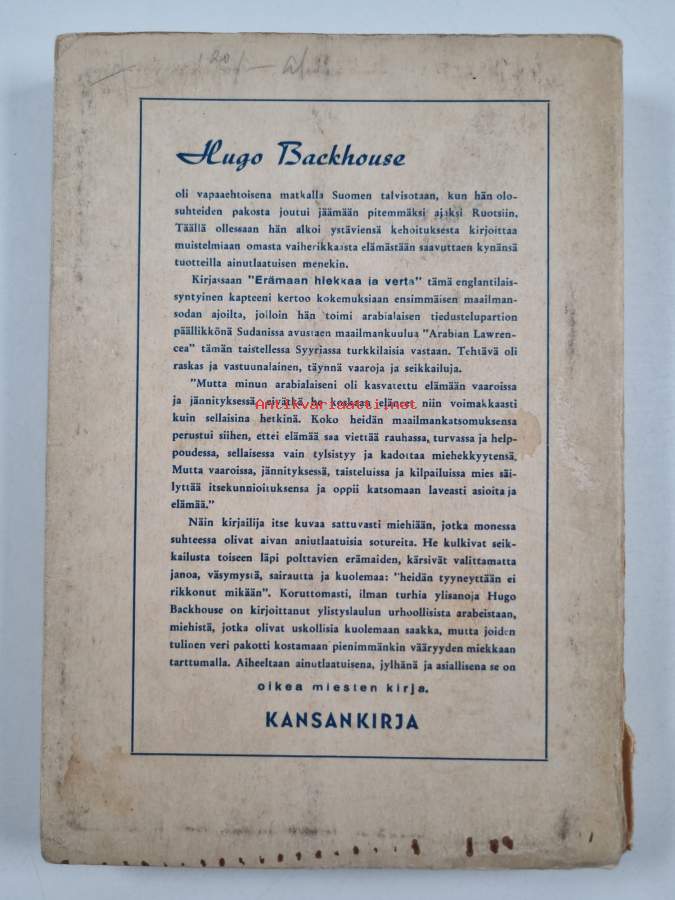 120
Hugo Backhouse
oli vapaaehtoisena matkalla Suomen talvisotaan, kun hän olo-
suhteiden pakosta joutui jäämään pitemmäksi ajaksi Ruotsiin.
Täällä ollessaan hän alkoi ystäviensä kehoituksesta kirjoittaa
muistelmiaan omasta vaiherikkaasta elämästään saavuttaen kynänsä
tuotteilla ainutlaatuisen menekin.
Kirjassaan "Erämaan hiekkaa ja verta" tämä englantilais-
syntyinen kapteeni kertoo kokemuksiaan ensimmäisen maailman-
sodan ajoilta, jolloin hän toimi arabialaisen tiedustelupartion
päällikkönä Sudanissa avustaen maailmankuulua "Arabian Lawren-
cea" tämän taistellessa Syyriassa turkkilaisia vastaan. Tehtävä oli
raskas ja vastuunalainen, täynnä vaaroja ja seikkailuja.
"Mutta minun arabialaiseni oli kasvatettu elämään vaaroissa
ja jännityksessä, eivätkä he koskaan eläneet niin voimakkaasti
Antikvariaatti.net
kuin sellaisina hetkinä. Koko heidän maailmankatsomuksensa
perustui siihen, ettei elämää saa viettää rauhassa, turvassa ja help-
poudessa, sellaisessa vain tylsistyy ja kadottaa miehekkyytensä.
Mutta vaaroissa, jännityksessä, taisteluissa ja kilpailuissa mies säi-
lyttää itsekunnioituksensa ja oppii katsomaan laveasti asioita ja
elämää."
Näin kirjailija itse kuvaa sattuvasti miehiään, jotka monessa
suhteessa olivat aivan aniutlaatuisia sotureita. He kulkivat seik-
kailusta toiseen läpi polttavien erämaiden, kärsivät valittamatta
janoa, väsymystä, sairautta ja kuolemaa: "heidän tyyneyttään ei
rikkonut mikään". Koruttomasti, ilman turhia ylisanoja Hugo
Backhouse on kirjoittanut ylistyslaulun urhoollisista arabeistaan,
miehistä, jotka olivat uskollisia kuolemaan saakka, mutta joiden
tulinen veri pakotti kostamaan pienimmänkin vääryyden miekkaan
tarttumalla. Aiheeltaan ainutlaatuisena, jylhänä ja asiallisena se on
oikea miesten kirja.
KANSANKIRJA